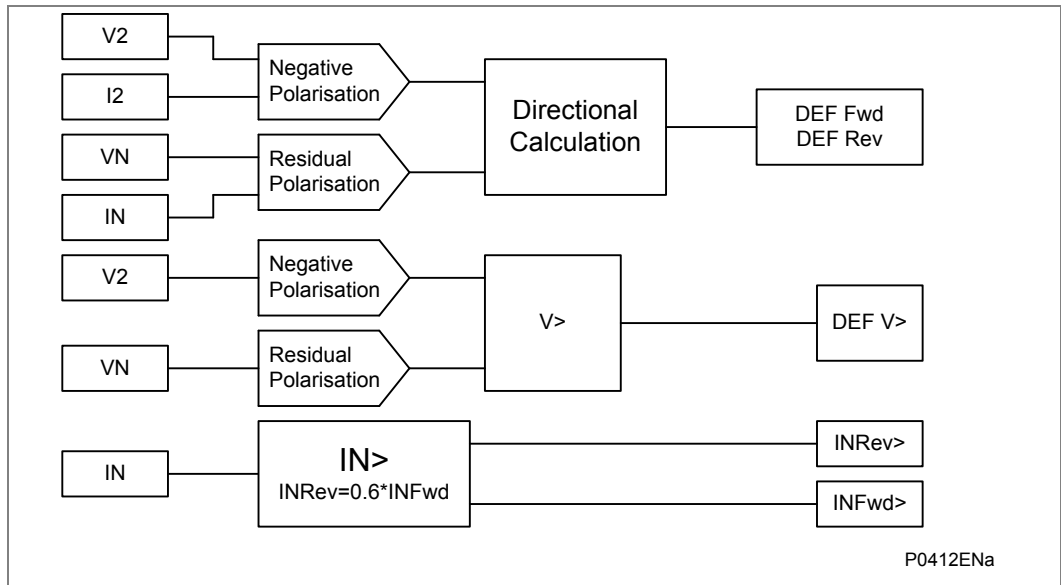 V2
I2
VN
IN
Negative
Polarisation
Residual
Polarisation
Directional
Calculation
DEF Fwd
DEF Rev
V2
VN
Negative
Polarisation
Residual
Polarisation
V>
DEF V>
IN
IN>
INRev=0.6*INFwd
INRev>
INFwd>
P0412ENa